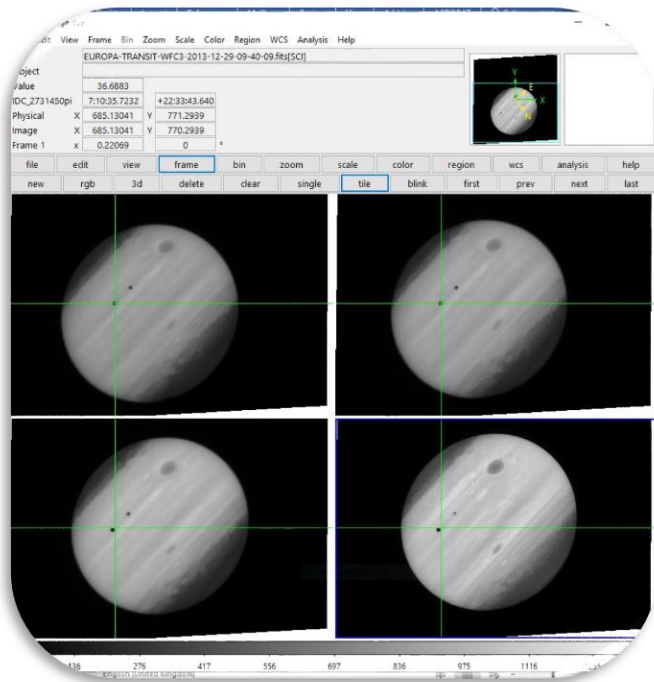 View Frame Bin Zoom Scale Color Region WCS Analysis Help
EUROPA-TRANSIT-WFC3-2013-12-29-09-40-09.fits[SCI]
36.6883
IDC_2731450pi 7:10:35.7232 +22:33:43.640
Physical X 685.13041 Y 771.2939
Image X 685.13041 Y 770.2939
Frame 1 x 0.22069 0 °
Y
E
X
N
file edit view frame bin zoom scale color region wcs analysis help
new rgb 3d delete clear single tile blink first prev next last
136 276 417 556 697 836 975 1116
English (United Kingdom)